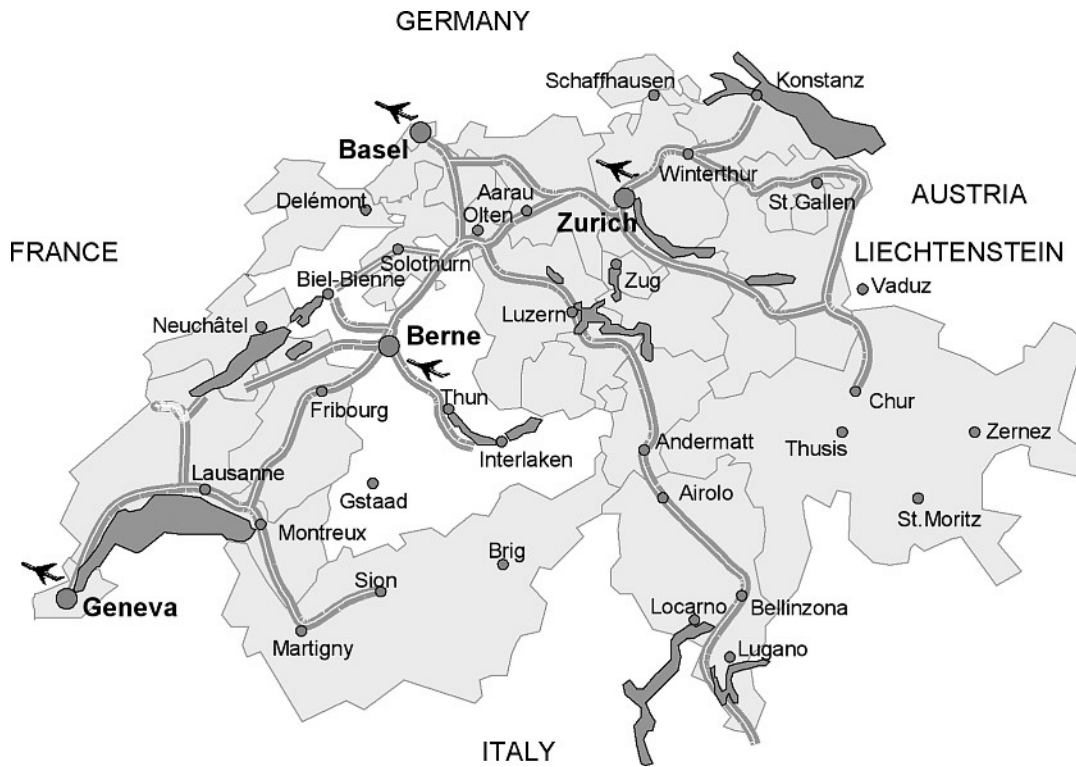 GERMANY
Schaffhausen
Konstanz
Basel
Winterthur
Delémont
Aarau
Olten
Zurich
St.Gallen
AUSTRIA
FRANCE
Solothurn
LIECHTENSTEIN
Biel-Bienne
Zug
Vaduz
Neuchâtel
Luzern
Berne
Fribourg
Thun
Chur
Andermatt
Thusis
Zernez
Interlaken
Lausanne
Gstaad
Airolo
St.Moritz
Montreux
Brig
Sion
Geneva
Locarno
Bellinzona
Martigny
Lugano
ITALY